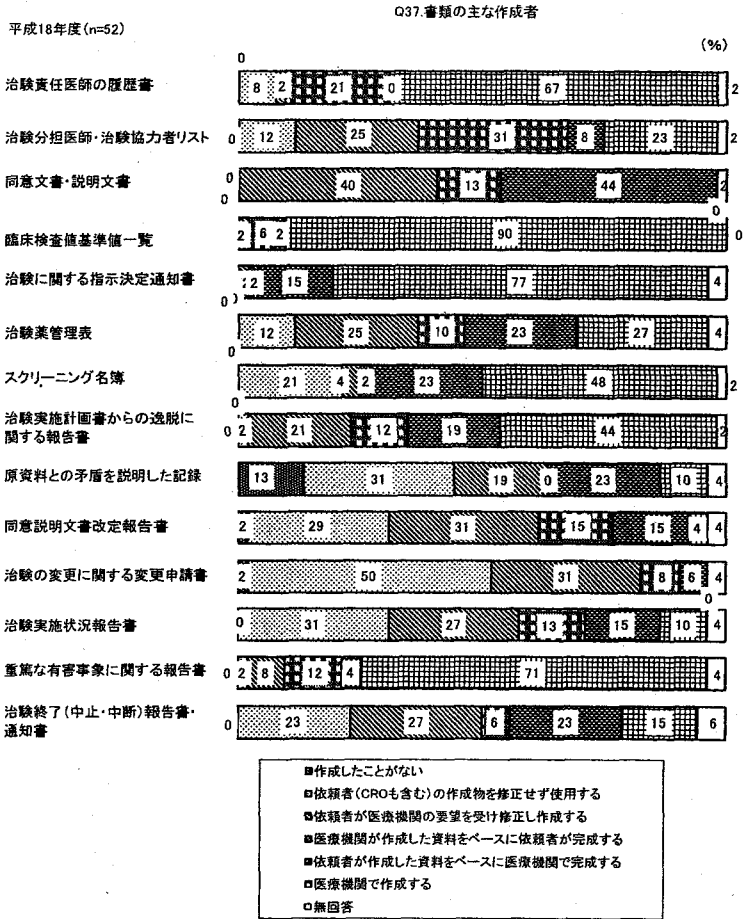 Q37.書類の主な作成者
平成18年度(n=52)
(%)
0
治験責任医師の履歴書 8 2 21 0 67 2
治験分担医師・治験協力者リスト 0 12 25 31 8 23 2
0
同意文書・説明文書 40 13 44 2
0 0
臨床検査値基準値一覧 2 6 2 90 0
治験に関する指示決定通知書 2 15 77 4
0
治験薬管理表 12 25 10 23 27 4
0
スクリーニング名簿 21 4 2 23 48 2
0
治験実施計画書からの逸脱に
関する報告書 0 2 21 12 19 44 2
原資料との矛盾を説明した記録 13 31 19 0 23 10 4
同意説明文書改定報告書 2 29 31 15 15 4 4
治験の変更に関する変更申請書 2 50 31 8 6 4
0
治験実施状況報告書 0 31 27 13 15 10 4
重篤な有害事象に関する報告書 0 2 8 12 4 71 4
治験終了(中止・中断)報告書・
通知書 0 23 27 6 23 15 6
作成したことがない
依頼者(CROも含む)の作成物を修正せず使用する
依頼者が医療機関の要望を受け修正し作成する
医療機関が作成した資料をベースに依頼者が完成する
依頼者が作成した資料をベースに医療機関で完成する
医療機関で作成する
無回答